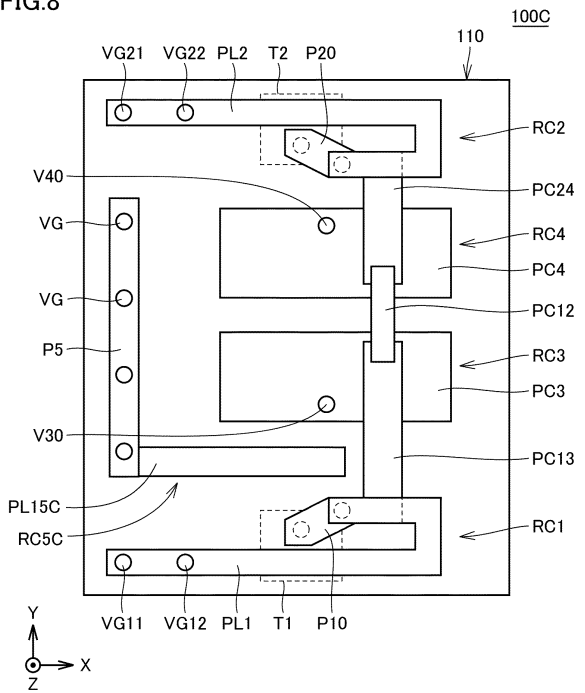 FIG.8
100C
110
VG21 VG22 PL2 T2 P20
RC2
V40
PC24
VG
RC4
PC4
VG
PC12
P5
RC3
PC3
V30
PC13
PL15C
RC5C
RC1
VG11 VG12 PL1 T1 P10
Y
X
Z